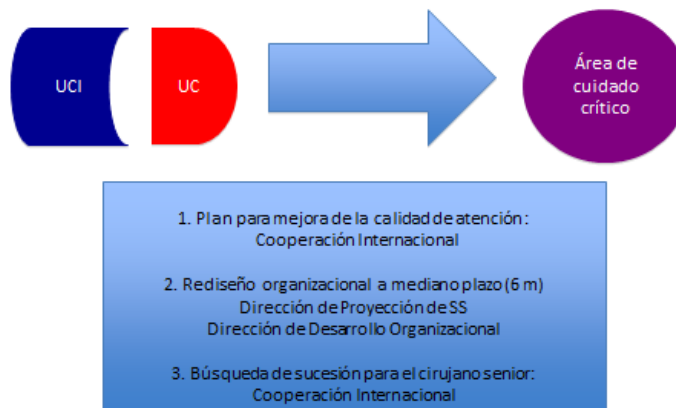 UCI
UC
Área de
cuidado
crítico
1. Plan para mejora de la calidad de atención:
Cooperación Internacional
2. Rediseño organizacional a mediano plazo (6 m)
Dirección de Proyección de SS
Dirección de Desarrollo Organizacional
3. Búsqueda de sucesión para el cirujano senior:
Cooperación Internacional